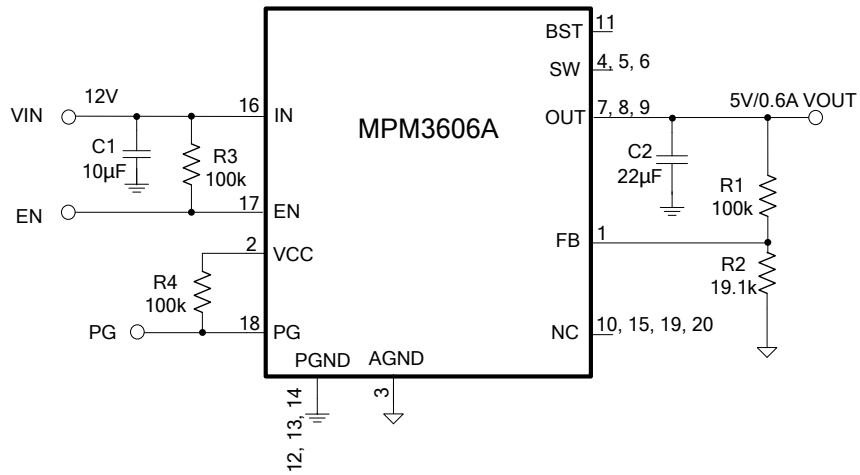 BST
11
SW
4, 5, 6
VIN
12V
16
IN
OUT
7, 8, 9
5V/0.6A VOUT
MPM3606A
C1
10µF
R3
100k
C2
22µF
R1
100k
EN
17
EN
FB
1
2
VCC
R4
100k
R2
19.1k
PG
18
PG
NC
10, 15, 19, 20
PGND
AGND
12, 13, 14
3